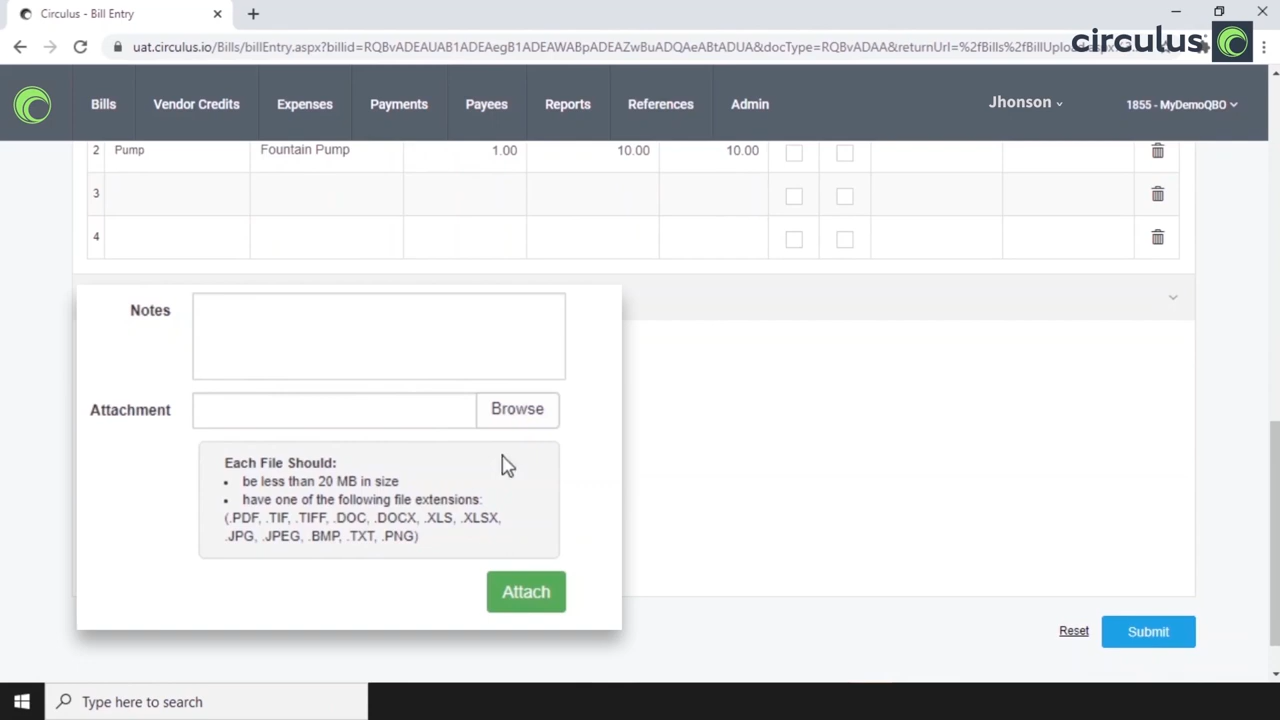 Circulus - Bill Entry
uat.circulus.io/Bills/billEntry.aspx?billid=RQBvADEAUAB1ADEAegB1ADEAWABpADEAZwBuADQAeABtADUA&docType=RQBvADAA&returnUrl=%2fBills%2fBillUpload.aspx%3
circulus
Bills Vendor Credits Expenses Payments Payees Reports References Admin Jhonson 1855 - MyDemoQBO
2 Pump Fountain Pump 1.00 10.00 10.00
3
4
Notes
Attachment Browse
Each File Should:
• be less than 20 MB in size
• have one of the following file extensions:
(.PDF, .TIF, .TIFF, .DOC, .DOCX, .XLS, .XLSX,
.JPG, .JPEG, .BMP, .TXT, .PNG)
Attach
Reset Submit
Type here to search